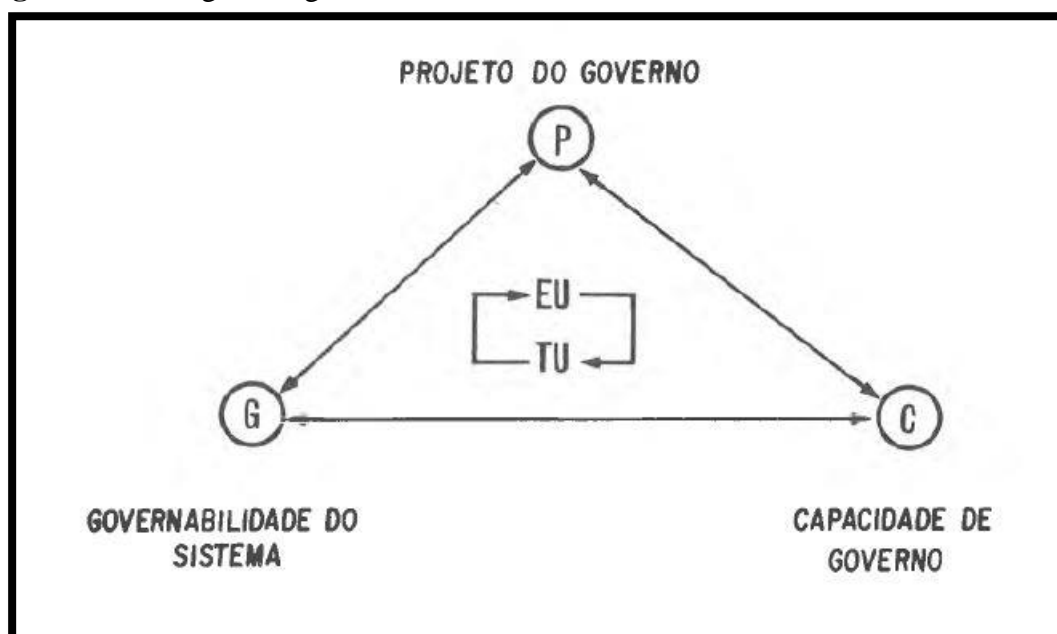 PROJETO DO GOVERNO
P
EU
TU
G
C
GOVERNABILIDADE DO
SISTEMA
CAPACIDADE DE
GOVERNO